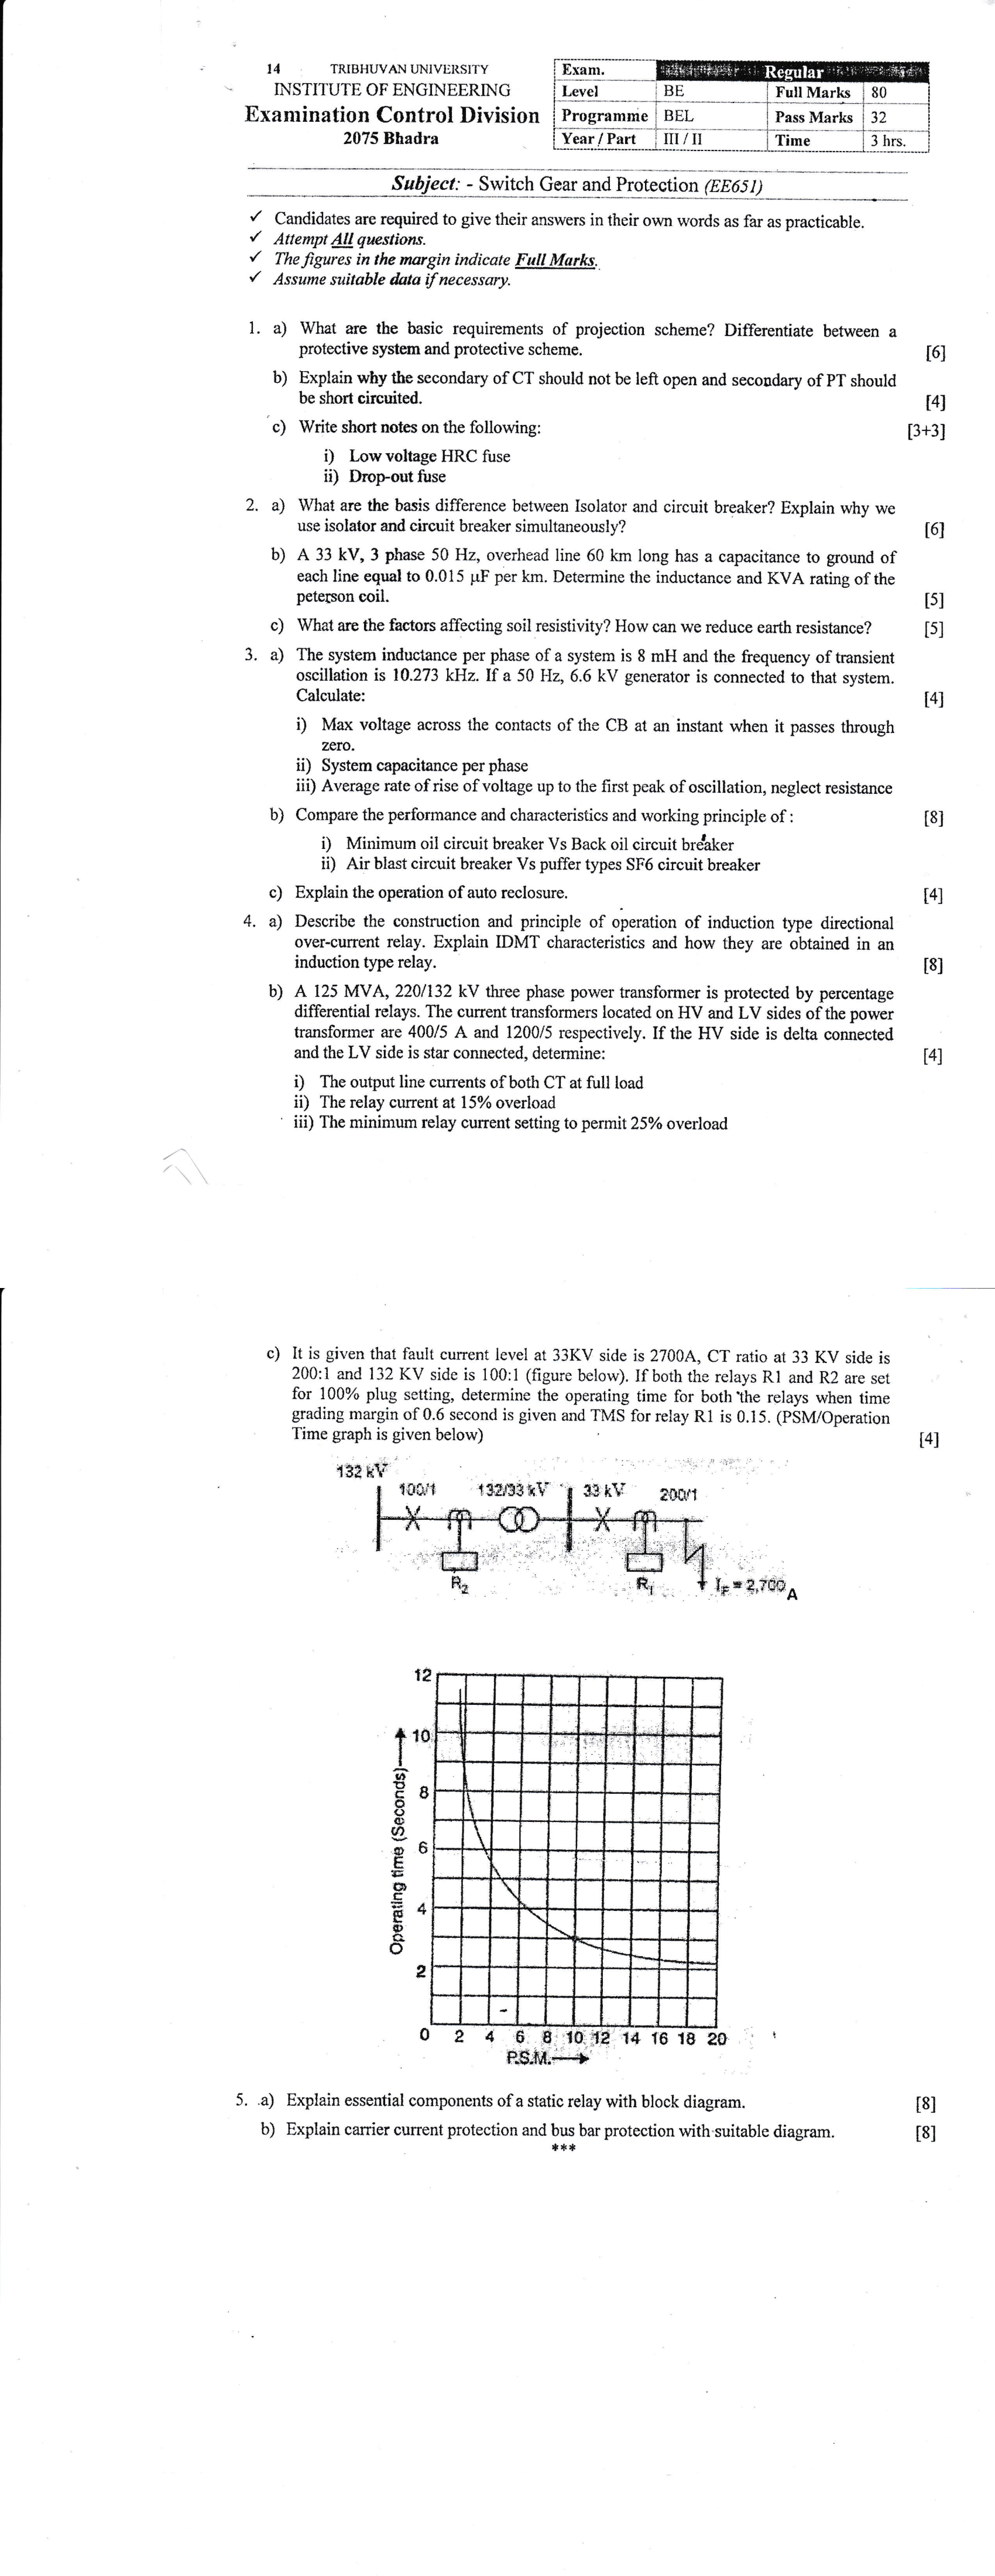 14 TRIBHUVAN UNIVERSITY
INSTITUTE OF ENGINEERING
Examination Control Division
2075 Bhadra
Exam. Regular
Level BE Full Marks 80
Programme BEL Pass Marks 32
Year / Part III / II Time 3 hrs.
Subject: - Switch Gear and Protection (EE651)
✓ Candidates are required to give their answers in their own words as far as practicable.
✓ Attempt All questions.
✓ The figures in the margin indicate Full Marks.
✓ Assume suitable data if necessary.
1. a) What are the basic requirements of projection scheme? Differentiate between a
protective system and protective scheme. [6]
b) Explain why the secondary of CT should not be left open and secondary of PT should
be short circuited. [4]
c) Write short notes on the following: [3+3]
i) Low voltage HRC fuse
ii) Drop-out fuse
2. a) What are the basis difference between Isolator and circuit breaker? Explain why we
use isolator and circuit breaker simultaneously? [6]
b) A 33 kV, 3 phase 50 Hz, overhead line 60 km long has a capacitance to ground of
each line equal to 0.015 μF per km. Determine the inductance and KVA rating of the
peterson coil. [5]
c) What are the factors affecting soil resistivity? How can we reduce earth resistance? [5]
3. a) The system inductance per phase of a system is 8 mH and the frequency of transient
oscillation is 10.273 kHz. If a 50 Hz, 6.6 kV generator is connected to that system.
Calculate: [4]
i) Max voltage across the contacts of the CB at an instant when it passes through
zero.
ii) System capacitance per phase
iii) Average rate of rise of voltage up to the first peak of oscillation, neglect resistance
b) Compare the performance and characteristics and working principle of : [8]
i) Minimum oil circuit breaker Vs Back oil circuit breaker
ii) Air blast circuit breaker Vs puffer types SF6 circuit breaker
c) Explain the operation of auto reclosure. [4]
4. a) Describe the construction and principle of operation of induction type directional
over-current relay. Explain IDMT characteristics and how they are obtained in an
induction type relay. [8]
b) A 125 MVA, 220/132 kV three phase power transformer is protected by percentage
differential relays. The current transformers located on HV and LV sides of the power
transformer are 400/5 A and 1200/5 respectively. If the HV side is delta connected
and the LV side is star connected, determine: [4]
i) The output line currents of both CT at full load
ii) The relay current at 15% overload
iii) The minimum relay current setting to permit 25% overload
c) It is given that fault current level at 33KV side is 2700A, CT ratio at 33 KV side is
200:1 and 132 KV side is 100:1 (figure below). If both the relays R1 and R2 are set
for 100% plug setting, determine the operating time for both the relays when time
grading margin of 0.6 second is given and TMS for relay R1 is 0.15. (PSM/Operation
Time graph is given below) [4]
132 kV
100/1 132/33 kV 33 kV 200/1
R2 R1 IF = 2,700 A
12
10
8
6
4
2
Operating time (Seconds)
0 2 4 6 8 10 12 14 16 18 20
P.S.M.
5. a) Explain essential components of a static relay with block diagram. [8]
b) Explain carrier current protection and bus bar protection with suitable diagram. [8]
***